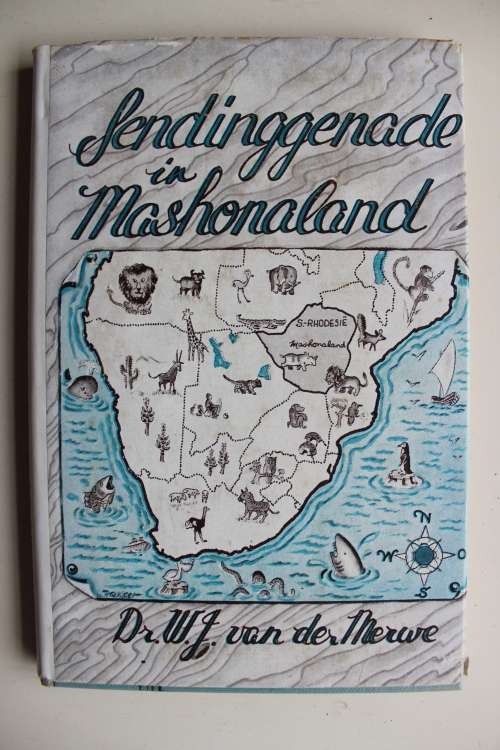 Sendinggenade
in
Mashonaland
S.-RHODESIË
Mashonaland
N
W
O
S
Dr. W.J. van der Merwe